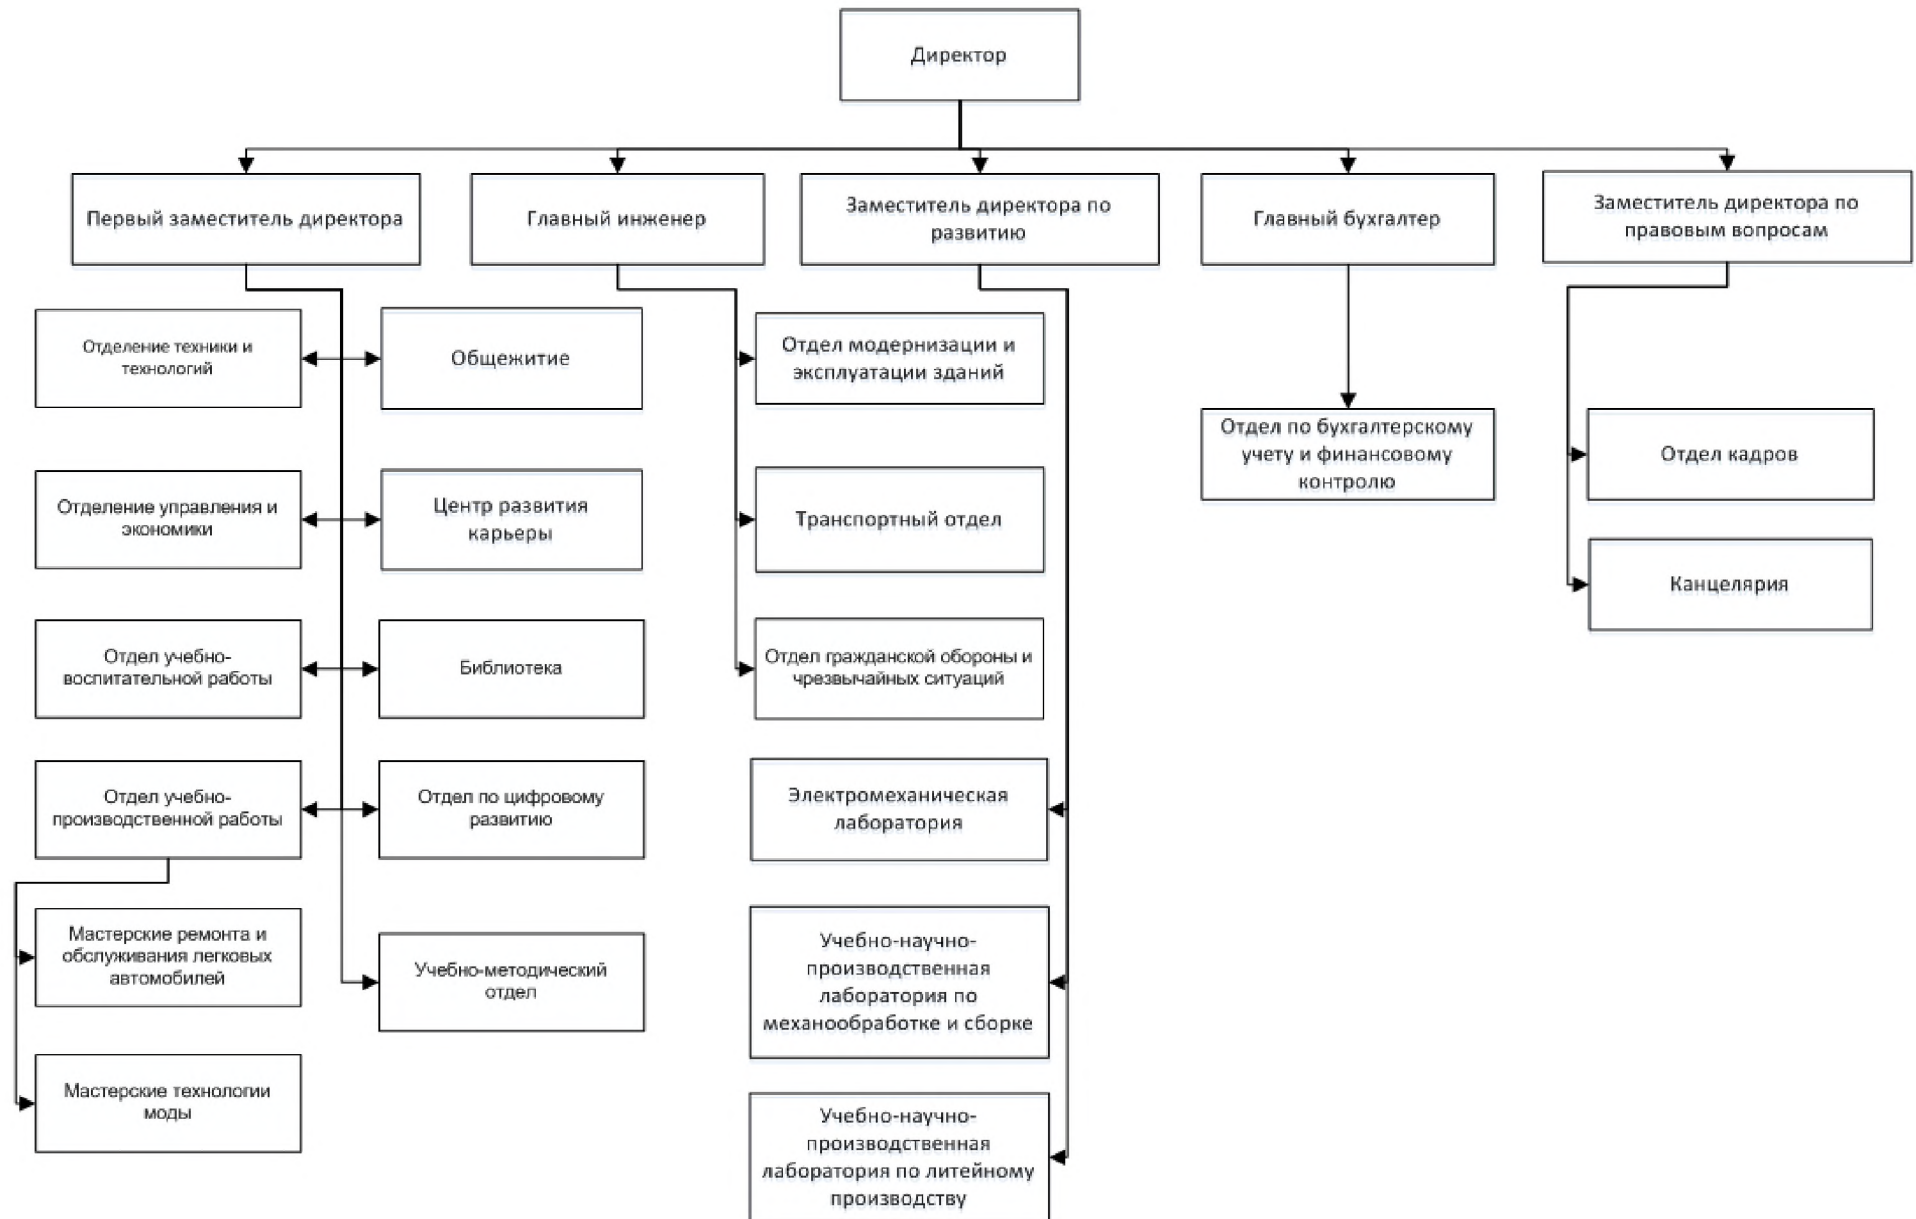 Директор
Первый заместитель директора
Главный инженер
Заместитель директора по
развитию
Главный бухгалтер
Заместитель директора по
правовым вопросам
Отделение техники и
технологий
Общежитие
Отдел модернизации и
эксплуатации зданий
Отдел по бухгалтерскому
учету и финансовому
контролю
Отдел кадров
Отделение управления и
экономики
Центр развития
карьеры
Транспортный отдел
Канцелярия
Отдел учебно-
воспитательной работы
Библиотека
Отдел гражданской обороны и
чрезвычайных ситуаций
Отдел учебно-
производственной работы
Отдел по цифровому
развитию
Электромеханическая
лаборатория
Мастерские ремонта и
обслуживания легковых
автомобилей
Учебно-методический
отдел
Учебно-научно-
производственная
лаборатория по
механообработке и сборке
Мастерские технологии
моды
Учебно-научно-
производственная
лаборатория по литейному
производству